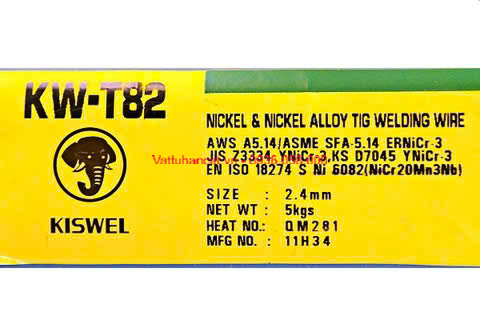 KW-T82
KISWEL
NICKEL & NICKEL ALLOY TIG WELDING WIRE
AWS A5.14/ASME SFA-5.14 ERNiCr-3
JIS Z3334 YNiCr-3,KS D7045 YNiCr-3
EN ISO 18274 S Ni 6082(NiCr20Mn3Nb)
SIZE : 2.4mm
NET WT : 5kgs
HEAT NO.: QM281
MFG NO. : 11H34